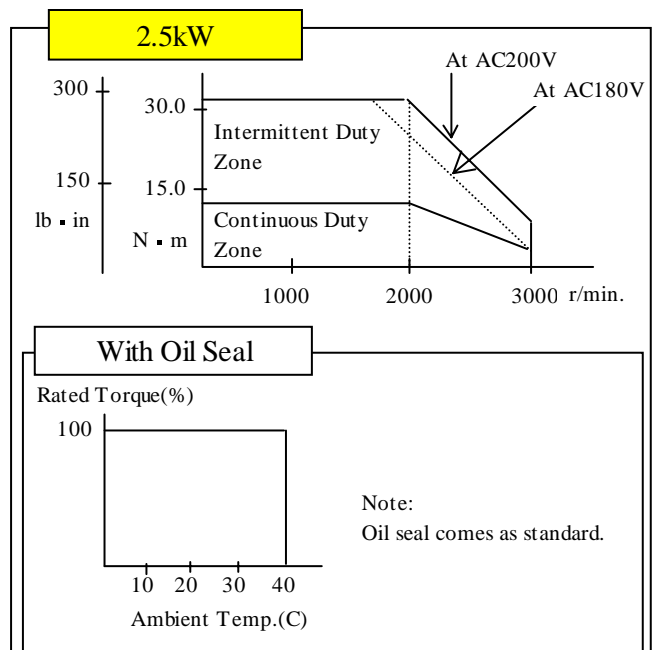 2.5kW
At AC200V
At AC180V
300
30.0
Intermittent Duty
Zone
150
15.0
lb ▪ in
N ▪ m
Continuous Duty
Zone
1000 2000 3000 r/min.
With Oil Seal
Rated Torque(%)
100
Note:
Oil seal comes as standard.
10 20 30 40
Ambient Temp.(C)